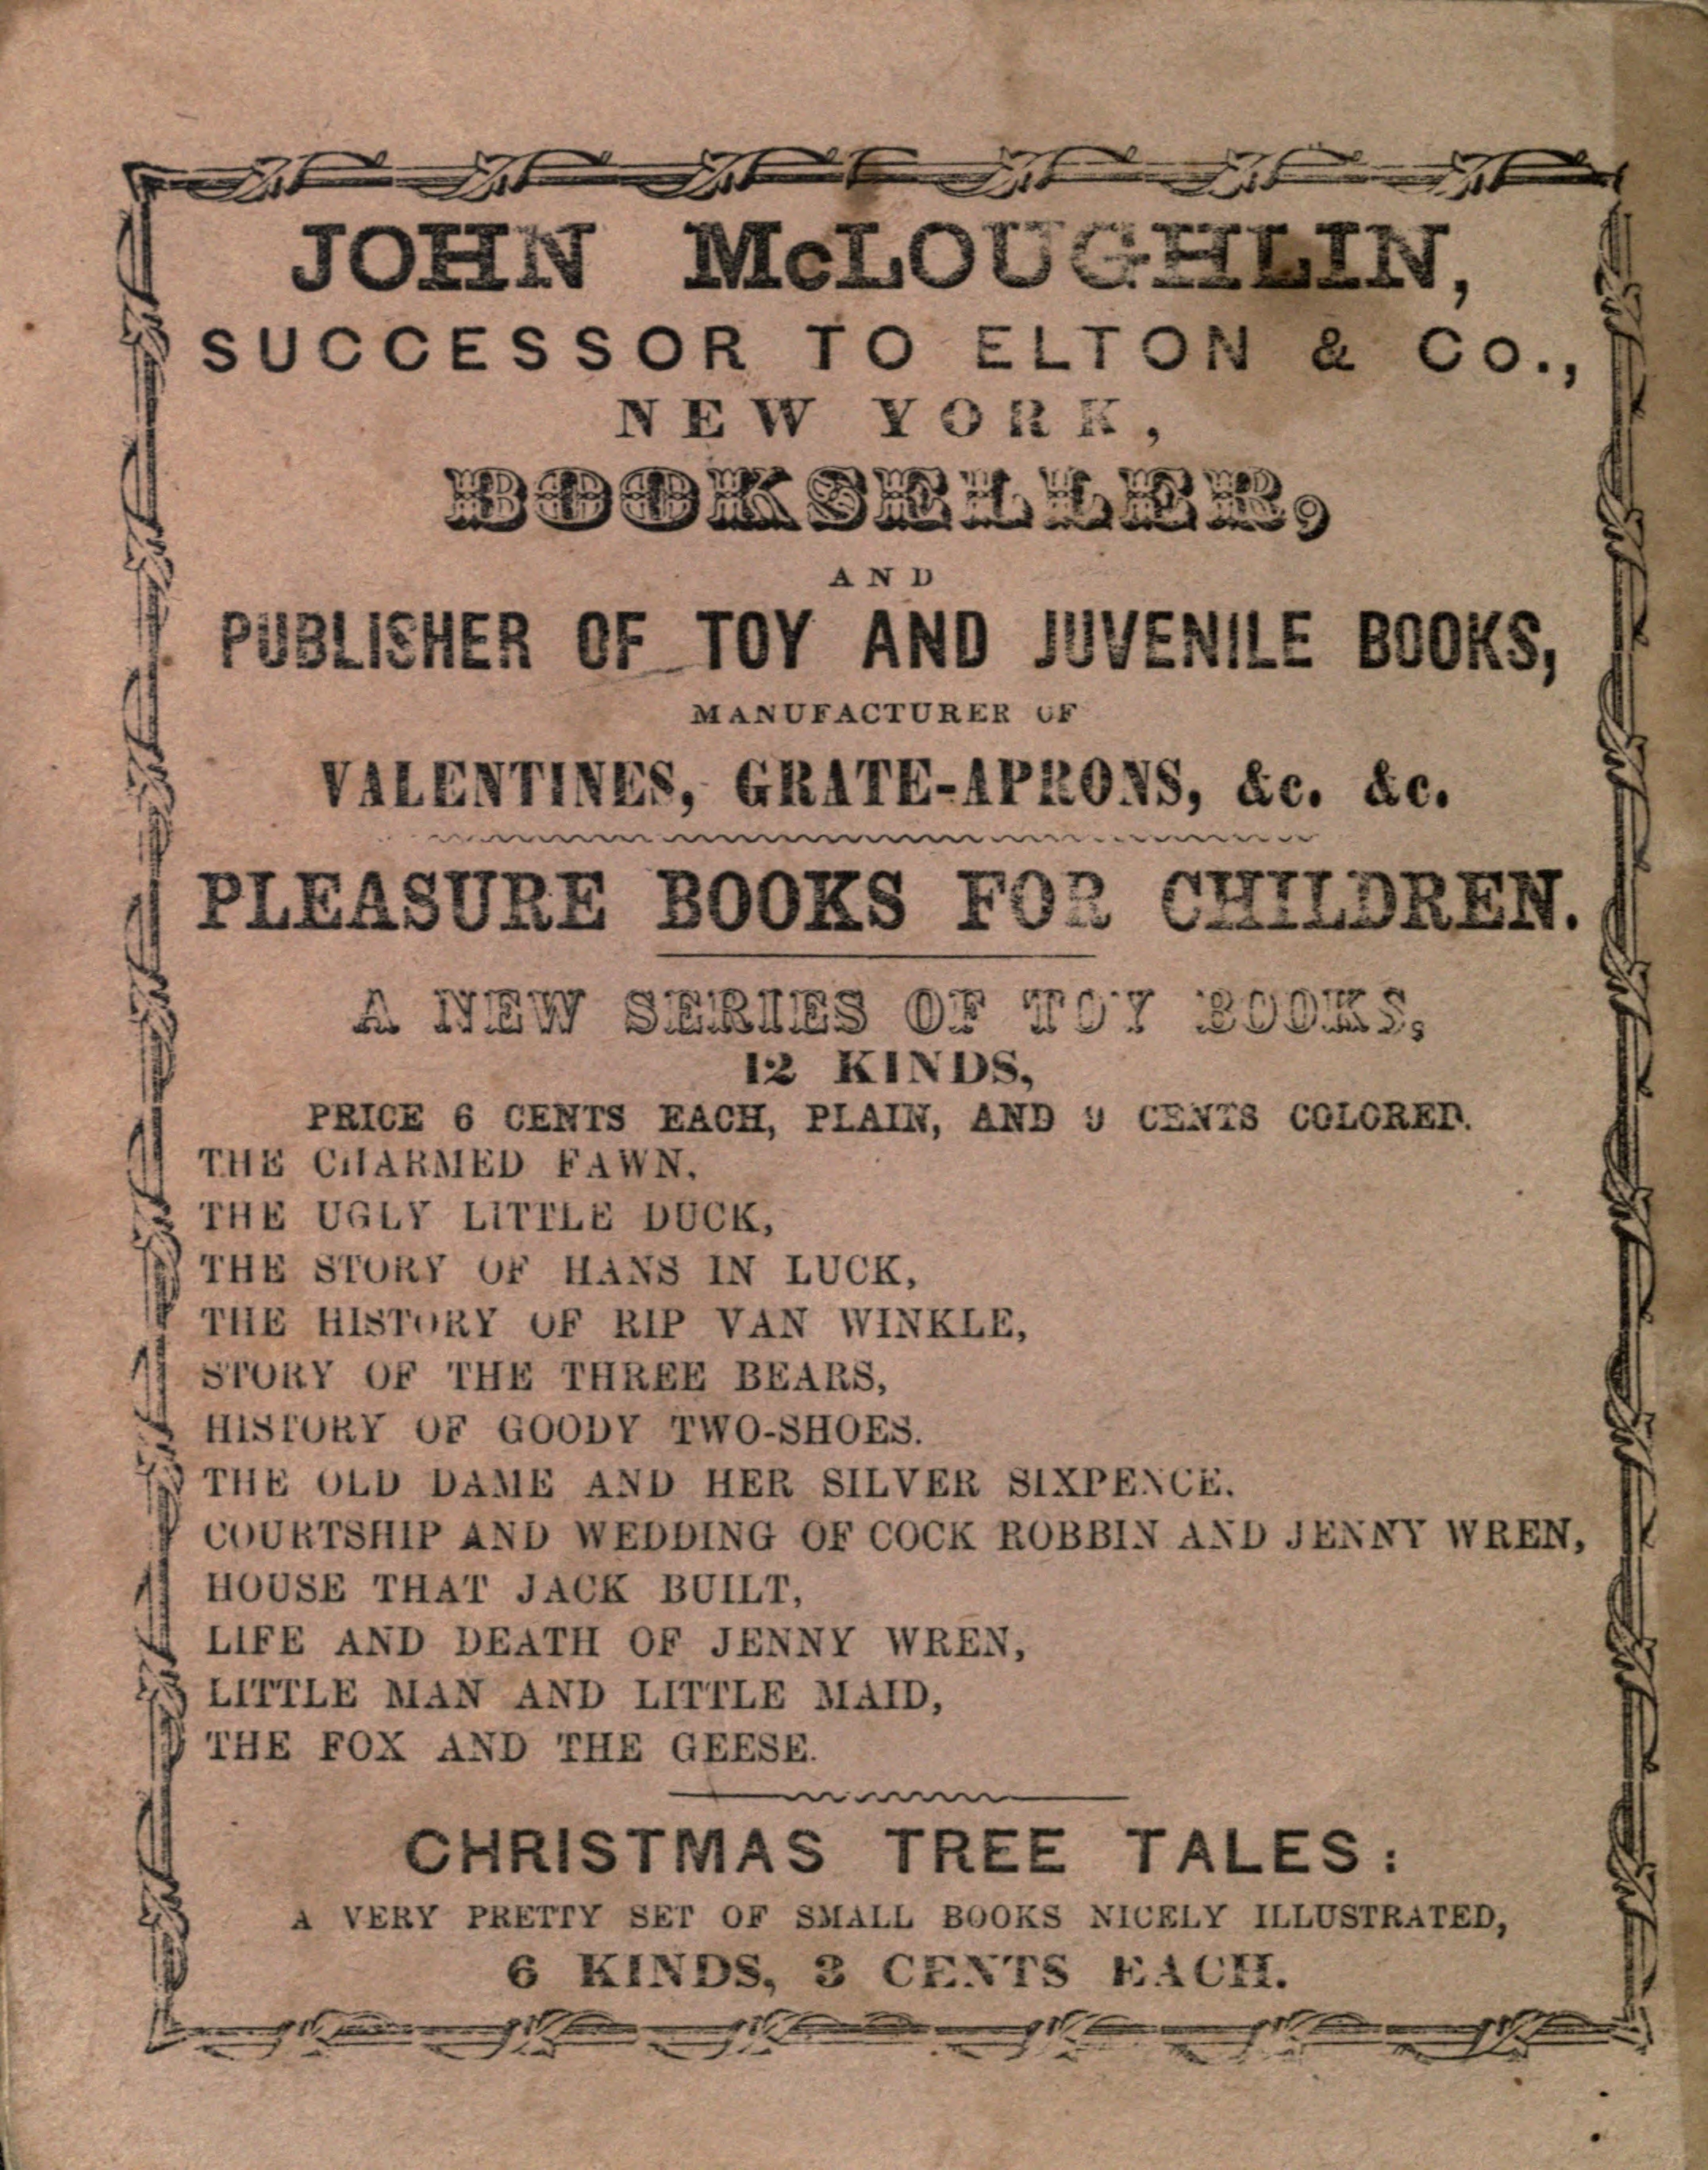 JOHN McLOUGHLIN,
SUCCESSOR TO ELTON & Co.,
NEW YORK,
BOOKSELLER,
AND
PUBLISHER OF TOY AND JUVENILE BOOKS,
MANUFACTURER OF
VALENTINES, GRATE-APRONS, &c. &c.
PLEASURE BOOKS FOR CHILDREN.
A NEW SERIES OF TOY BOOKS,
12 KINDS,
PRICE 6 CENTS EACH, PLAIN, AND 9 CENTS COLORED.
THE CHARMED FAWN.
THE UGLY LITTLE DUCK,
THE STORY OF HANS IN LUCK,
THE HISTORY OF RIP VAN WINKLE,
STORY OF THE THREE BEARS,
HISTORY OF GOODY TWO-SHOES.
THE OLD DAME AND HER SILVER SIXPENCE.
COURTSHIP AND WEDDING OF COCK ROBBIN AND JENNY WREN,
HOUSE THAT JACK BUILT,
LIFE AND DEATH OF JENNY WREN,
LITTLE MAN AND LITTLE MAID,
THE FOX AND THE GEESE.
CHRISTMAS TREE TALES:
A VERY PRETTY SET OF SMALL BOOKS NICELY ILLUSTRATED,
6 KINDS, 3 CENTS EACH.